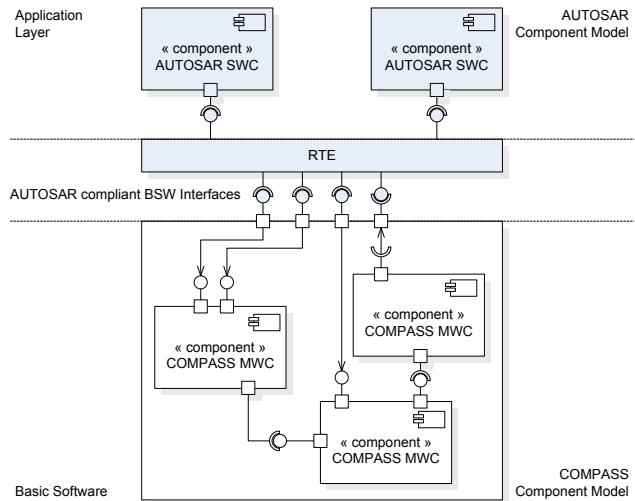 Application
Layer
AUTOSAR
Component Model
« component »
AUTOSAR SWC
« component »
AUTOSAR SWC
RTE
AUTOSAR compliant BSW Interfaces
« component »
COMPASS MWC
« component »
COMPASS MWC
« component »
COMPASS MWC
Basic Software
COMPASS
Component Model